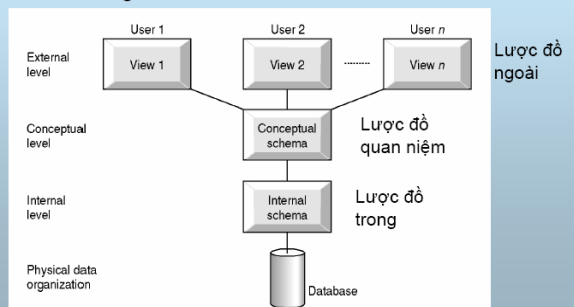 User 1 User 2 User n
External level
View 1 View 2 ........ View n
Lược đồ ngoài
Conceptual level
Conceptual schema
Lược đồ quan niệm
Internal level
Internal schema
Lược đồ trong
Physical data organization
Database